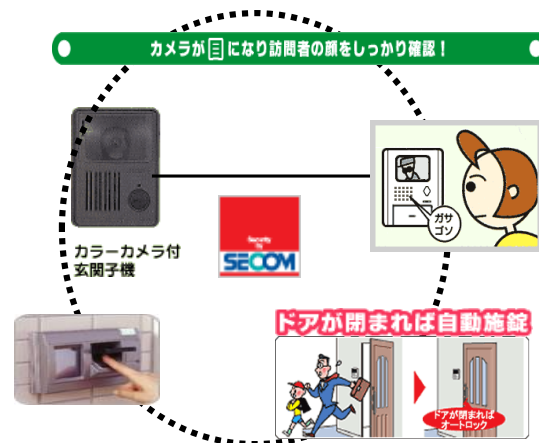 カメラが目になり訪問者の顔をしっかり確認！
ガサ
ゴソ
カラーカメラ付
玄関子機
Security
by
SECOM
ドアが閉まれば自動施錠
ドアが閉まれば
オートロック